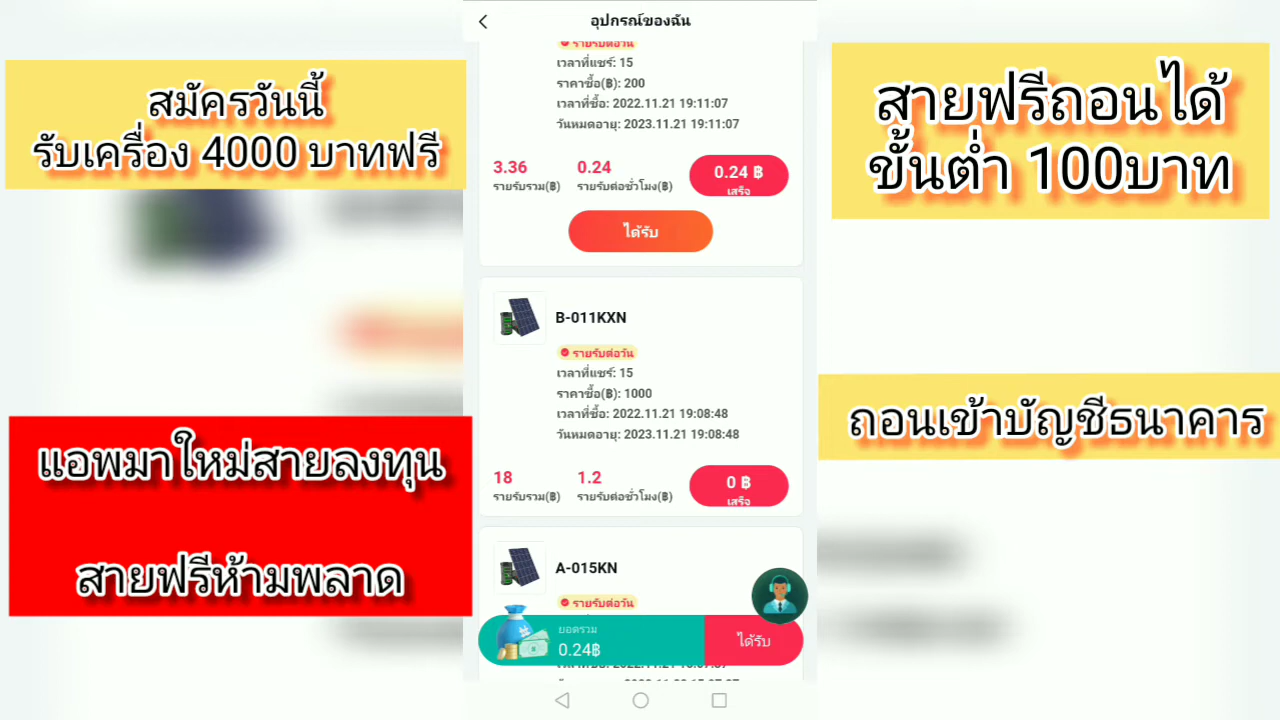 สมัครวันนี้
รับเครื่อง 4000 บาทฟรี
แอพมาใหม่สายลงทุน
สายฟรีห้ามพลาด
อุปกรณ์ของฉัน
รายรับต่อวัน
เวลาที่แชร์: 15
ราคาซื้อ(฿): 200
เวลาที่ซื้อ: 2022.11.21 19:11:07
วันหมดอายุ: 2023.11.21 19:11:07
3.36 0.24 0.24 ฿
รายรับรวม(฿) รายรับต่อชั่วโมง(฿) เสร็จ
ได้รับ
B-011KXN
รายรับต่อวัน
เวลาที่แชร์: 15
ราคาซื้อ(฿): 1000
เวลาที่ซื้อ: 2022.11.21 19:08:48
วันหมดอายุ: 2023.11.21 19:08:48
18 1.2 0 ฿
รายรับรวม(฿) รายรับต่อชั่วโมง(฿) เสร็จ
A-015KN
รายรับต่อวัน
ยอดรวม
0.24฿ ได้รับ
สายฟรีถอนได้
ขั้นต่ำ 100บาท
ถอนเข้าบัญชีธนาคาร